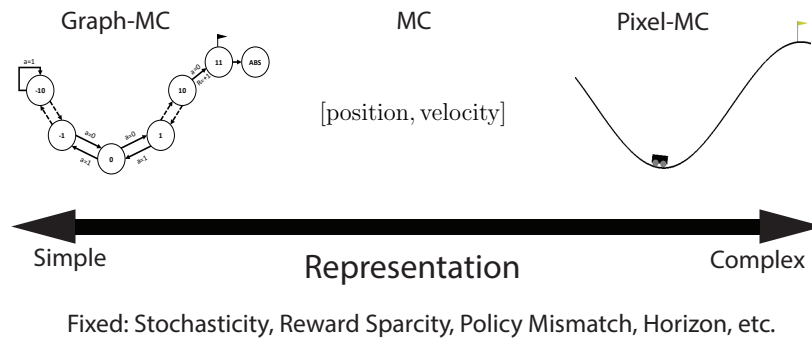 Graph-MC MC Pixel-MC
a=1
-10
-1
0
1
10
11
ABS
a=0
a=1
a=0
a=1
a=0
R=+1
[position, velocity]
Simple Complex
Representation
Fixed: Stochasticity, Reward Sparcity, Policy Mismatch, Horizon, etc.